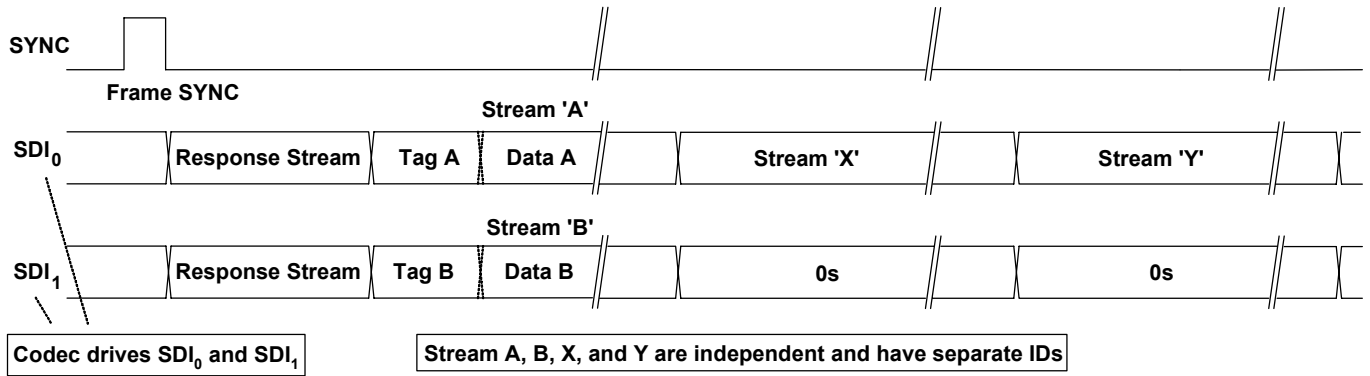 SYNC
Frame SYNC
Stream 'A'
SDI0 Response Stream Tag A Data A Stream 'X' Stream 'Y'
Stream 'B'
SDI1 Response Stream Tag B Data B 0s 0s
Codec drives SDI0 and SDI1
Stream A, B, X, and Y are independent and have separate IDs